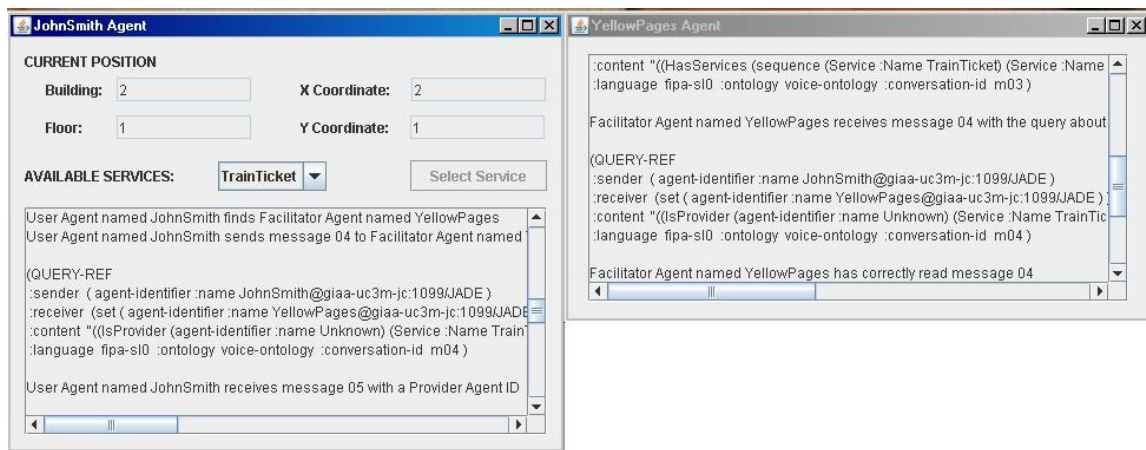 JohnSmith Agent
CURRENT POSITION
Building: 2 X Coordinate: 2
Floor: 1 Y Coordinate: 1
AVAILABLE SERVICES: TrainTicket Select Service
User Agent named JohnSmith finds Facilitator Agent named YellowPages
User Agent named JohnSmith sends message 04 to Facilitator Agent named
(QUERY-REF
:sender ( agent-identifier :name JohnSmith@giaa-uc3m-jc:1099/JADE )
:receiver (set ( agent-identifier :name YellowPages@giaa-uc3m-jc:1099/JADE
:content "((IsProvider (agent-identifier :name Unknown) (Service :Name Train
:language fipa-sl0 :ontology voice-ontology :conversation-id m04 )
User Agent named JohnSmith receives message 05 with a Provider Agent ID
YellowPages Agent
:content "((HasServices (sequence (Service :Name TrainTicket) (Service :Name
:language fipa-sl0 :ontology voice-ontology :conversation-id m03 )
Facilitator Agent named YellowPages receives message 04 with the query about
(QUERY-REF
:sender ( agent-identifier :name JohnSmith@giaa-uc3m-jc:1099/JADE )
:receiver (set ( agent-identifier :name YellowPages@giaa-uc3m-jc:1099/JADE )
:content "((IsProvider (agent-identifier :name Unknown) (Service :Name TrainTic
:language fipa-sl0 :ontology voice-ontology :conversation-id m04 )
Facilitator Agent named YellowPages has correctly read message 04